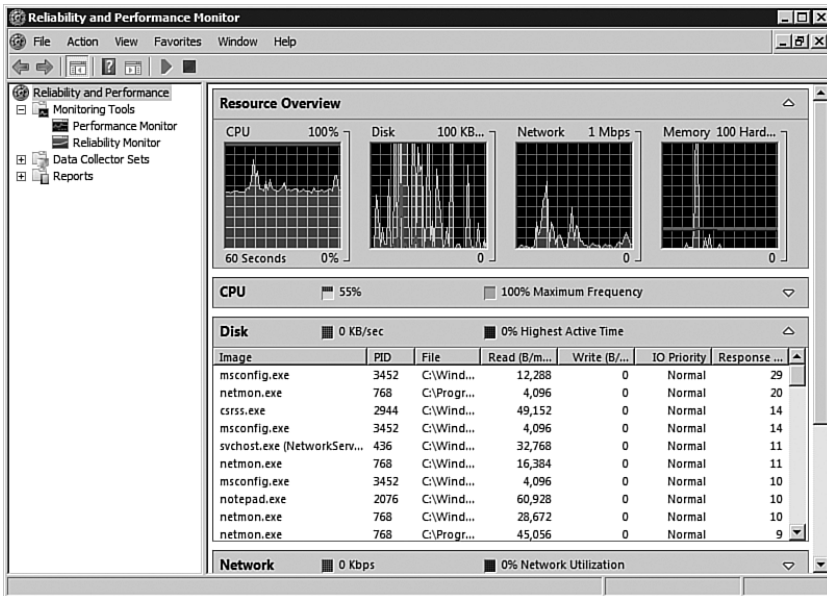 Reliability and Performance Monitor
File Action View Favorites Window Help
Reliability and Performance
Monitoring Tools
Performance Monitor
Reliability Monitor
Data Collector Sets
Reports
Resource Overview
CPU 100%
60 Seconds 0%
Disk 100 KB...
0
Network 1 Mbps
0
Memory 100 Hard...
0
CPU 55% 100% Maximum Frequency
Disk 0 KB/sec 0% Highest Active Time
Image PID File Read (B/m... Write (B/... IO Priority Response ...
msconfig.exe 3452 C:\Wind... 12,288 0 Normal 29
netmon.exe 768 C:\Progr... 4,096 0 Normal 20
csrss.exe 2944 C:\Wind... 49,152 0 Normal 14
msconfig.exe 3452 C:\Wind... 4,096 0 Normal 14
svchost.exe (NetworkServ... 436 C:\Wind... 32,768 0 Normal 11
netmon.exe 768 C:\Wind... 16,384 0 Normal 11
msconfig.exe 3452 C:\Wind... 4,096 0 Normal 10
notepad.exe 2076 C:\Wind... 60,928 0 Normal 10
netmon.exe 768 C:\Wind... 28,672 0 Normal 10
netmon.exe 768 C:\Progr... 45,056 0 Normal 9
Network 0 Kbps 0% Network Utilization